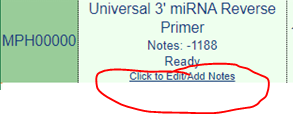 MPH00000
Universal 3' miRNA Reverse
Primer
Notes: -1188
Ready
Click to Edit/Add Notes